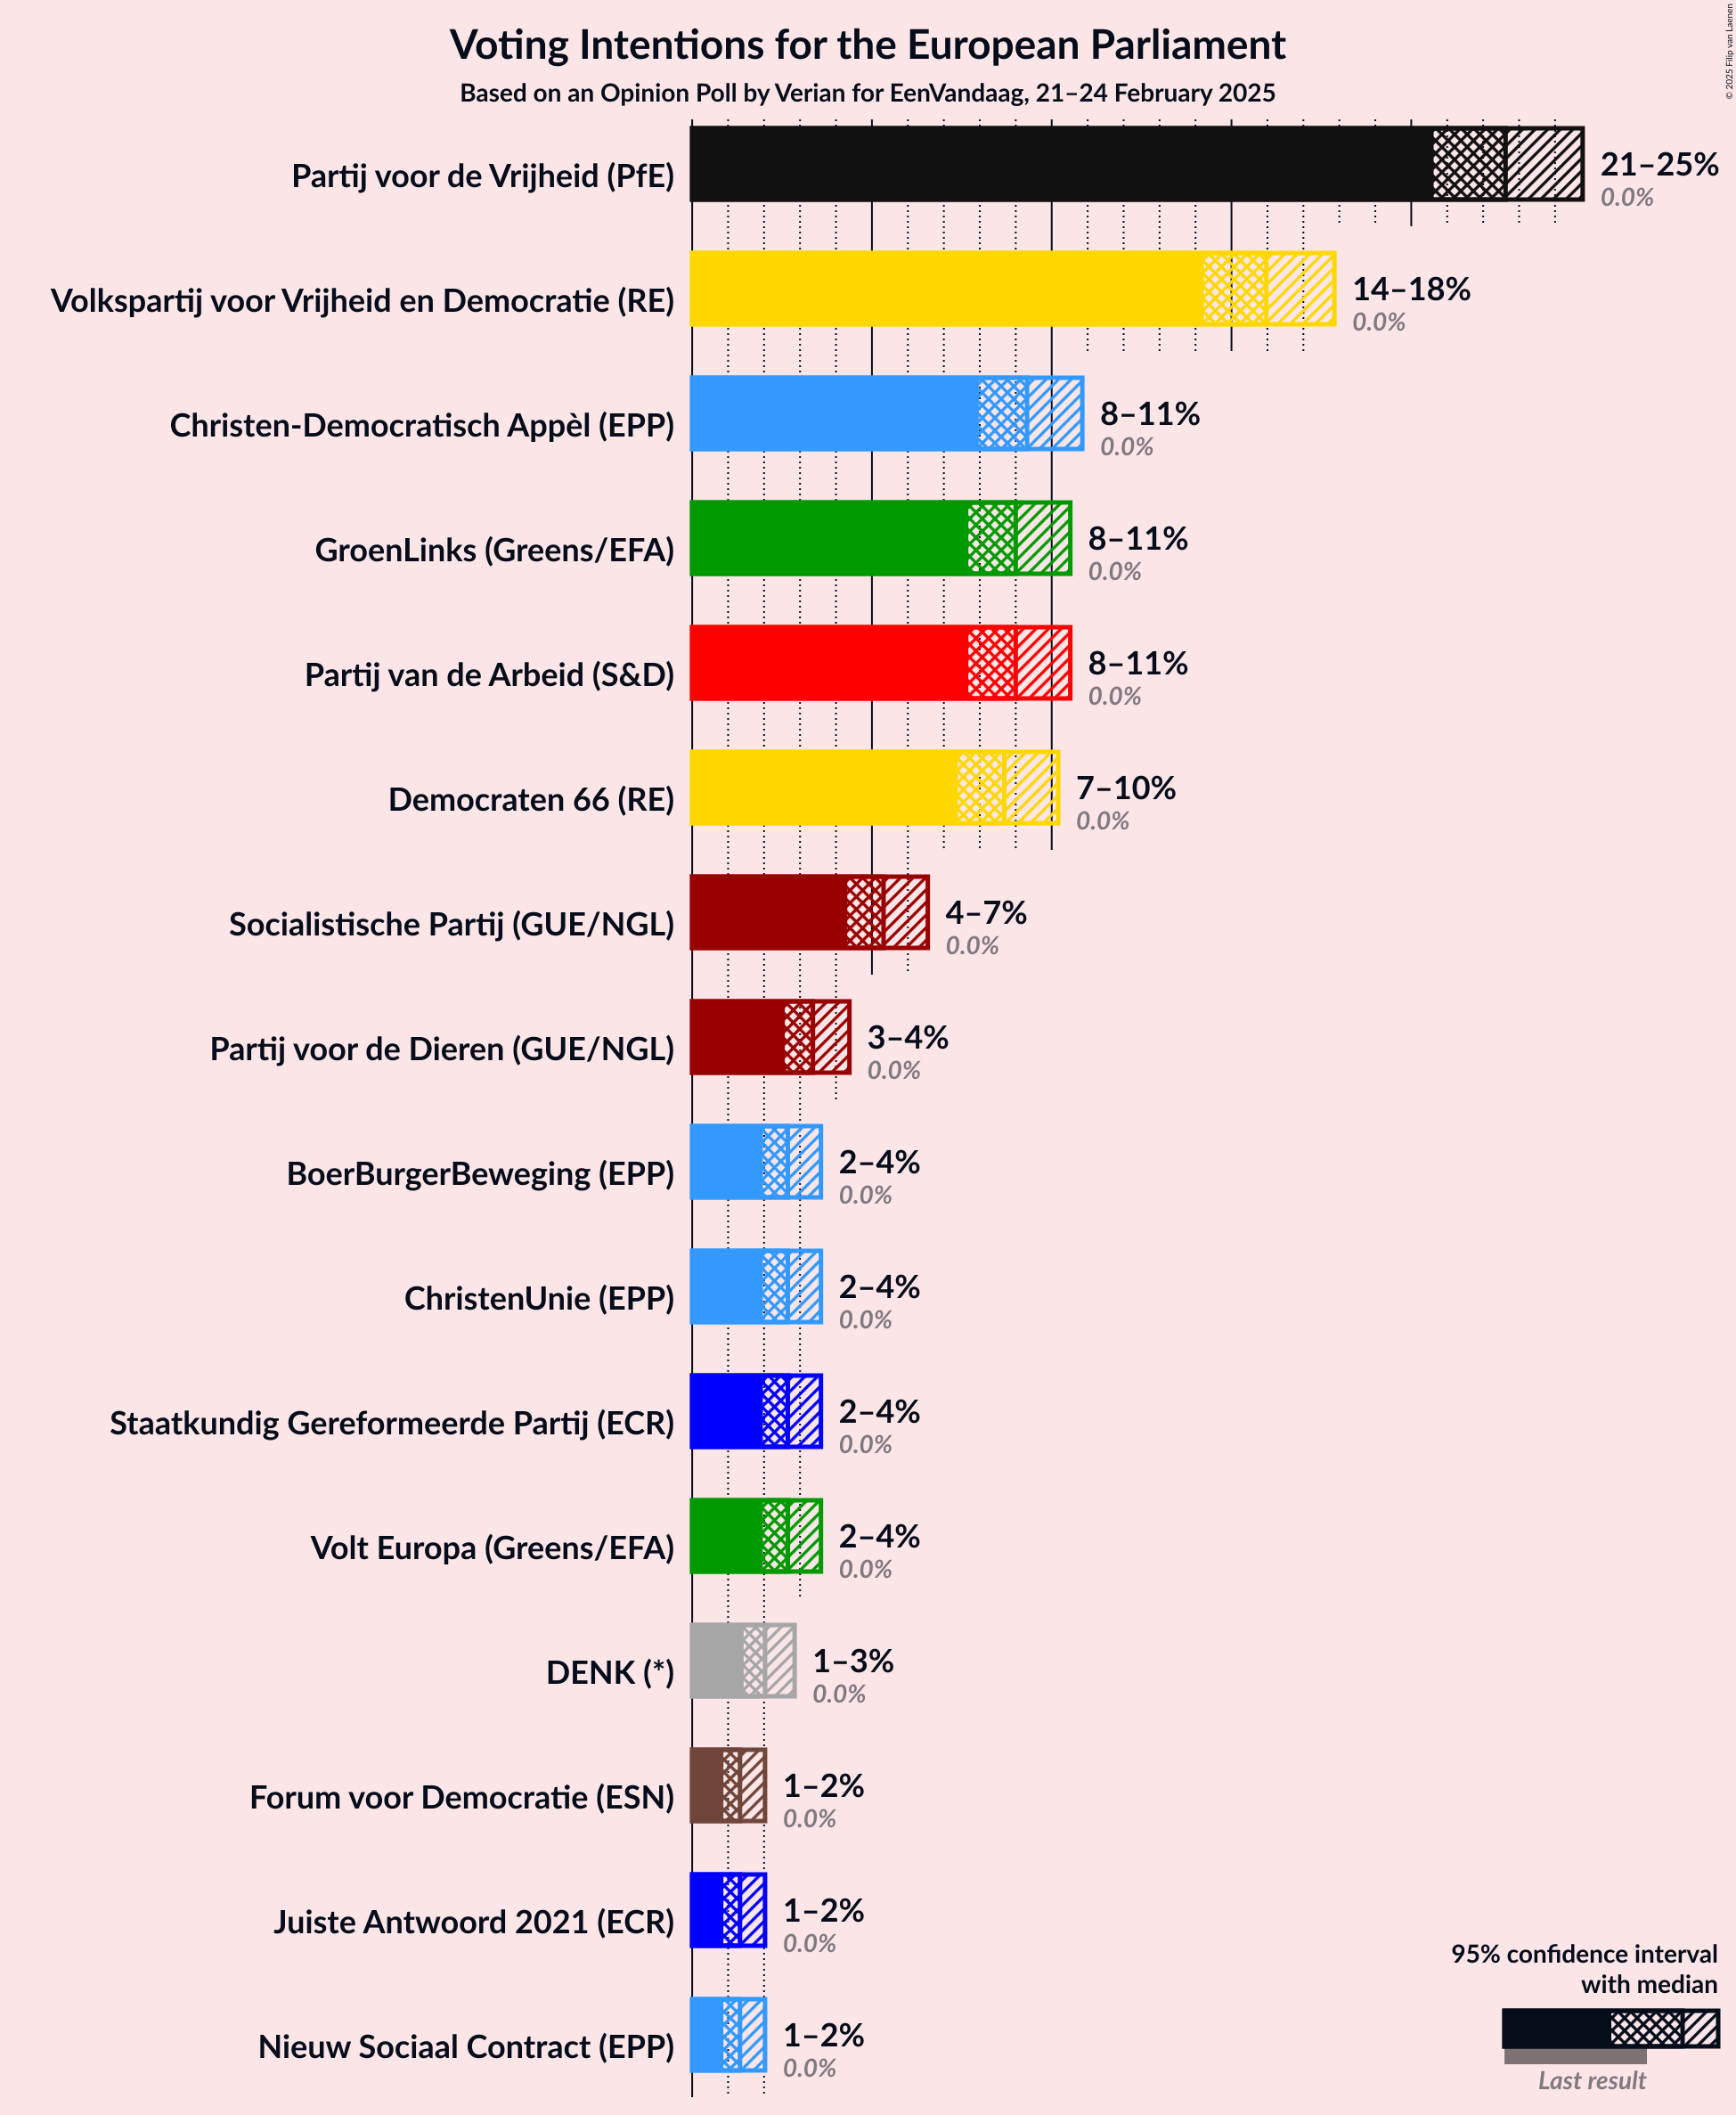 Voting Intentions for the European Parliament
Based on an Opinion Poll by Verian for EenVandaag, 21–24 February 2025
© 2025 Filip van Laenen
Partij voor de Vrijheid (PfE)
21–25%
0.0%
Volkspartij voor Vrijheid en Democratie (RE)
14–18%
0.0%
Christen-Democratisch Appèl (EPP)
8–11%
0.0%
GroenLinks (Greens/EFA)
8–11%
0.0%
Partij van de Arbeid (S&D)
8–11%
0.0%
Democraten 66 (RE)
7–10%
0.0%
Socialistische Partij (GUE/NGL)
4–7%
0.0%
Partij voor de Dieren (GUE/NGL)
3–4%
0.0%
BoerBurgerBeweging (EPP)
2–4%
0.0%
ChristenUnie (EPP)
2–4%
0.0%
Staatkundig Gereformeerde Partij (ECR)
2–4%
0.0%
Volt Europa (Greens/EFA)
2–4%
0.0%
DENK (*)
1–3%
0.0%
Forum voor Democratie (ESN)
1–2%
0.0%
Juiste Antwoord 2021 (ECR)
1–2%
0.0%
Nieuw Sociaal Contract (EPP)
1–2%
0.0%
95% confidence interval
with median
Last result